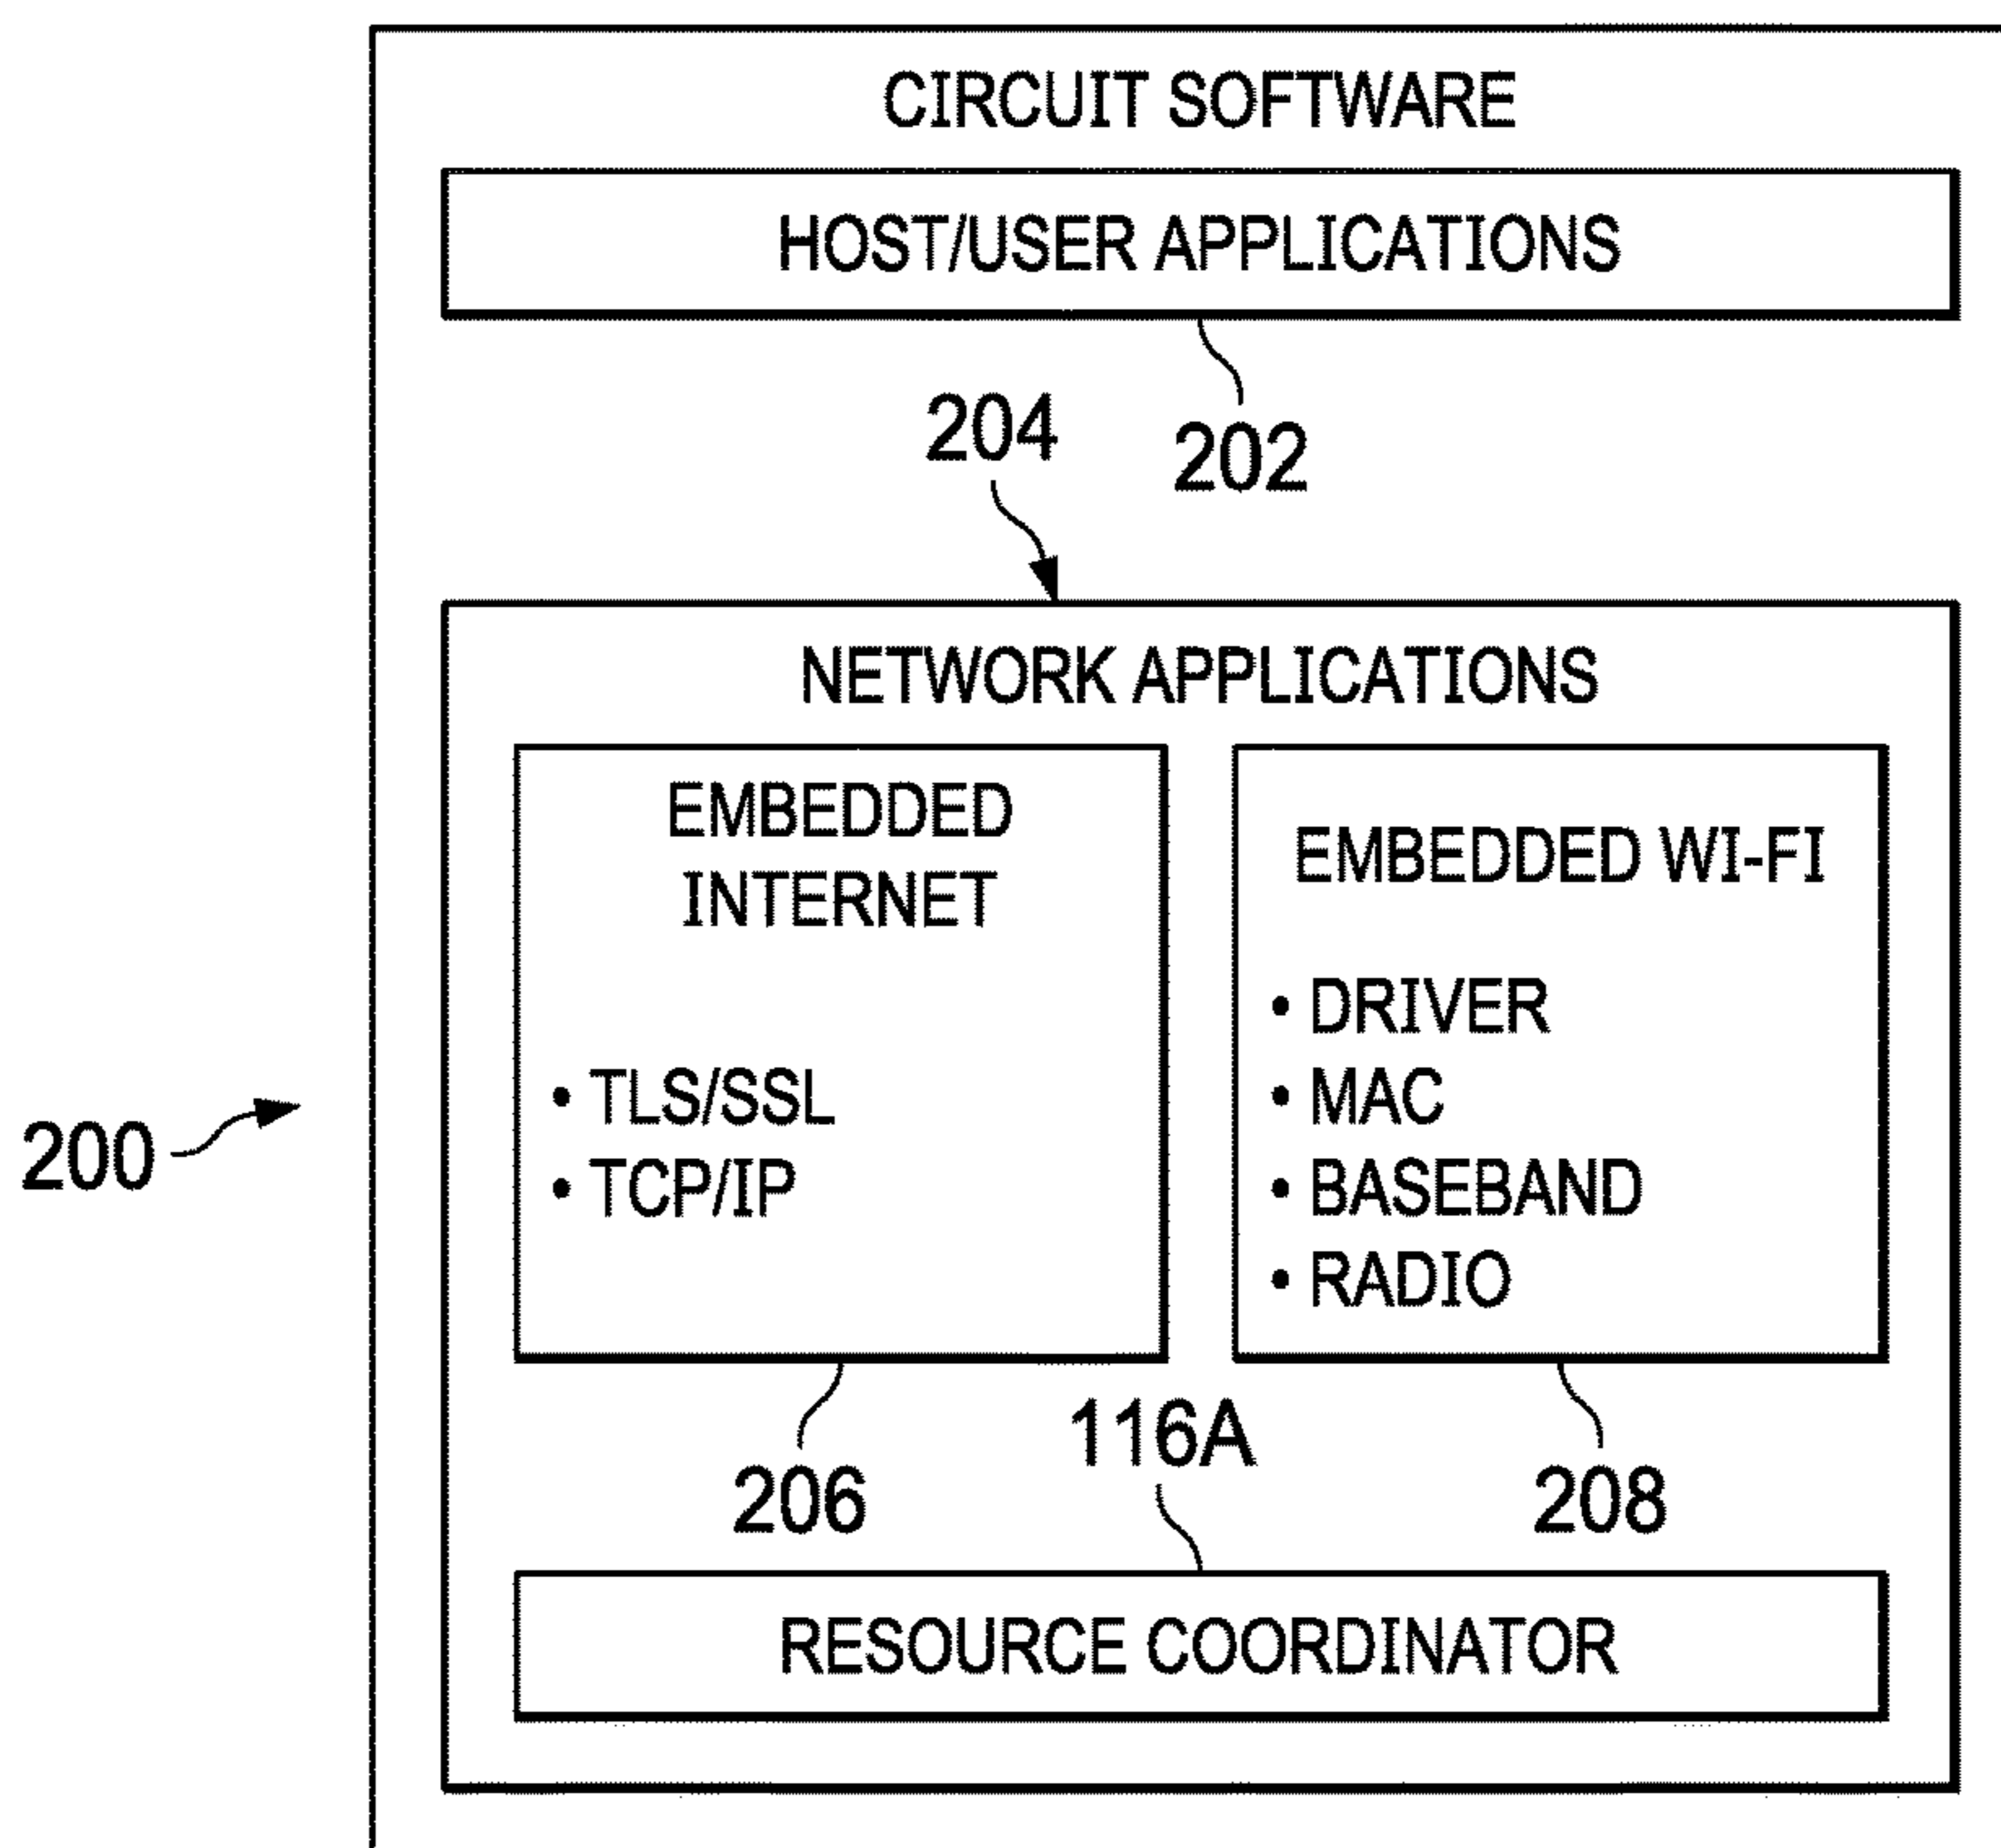 CIRCUIT SOFTWARE
HOST/USER APPLICATIONS
204
202
NETWORK APPLICATIONS
EMBEDDED
INTERNET
• TLS/SSL
• TCP/IP
EMBEDDED WI-FI
• DRIVER
• MAC
• BASEBAND
• RADIO
200
206
116A
208
RESOURCE COORDINATOR